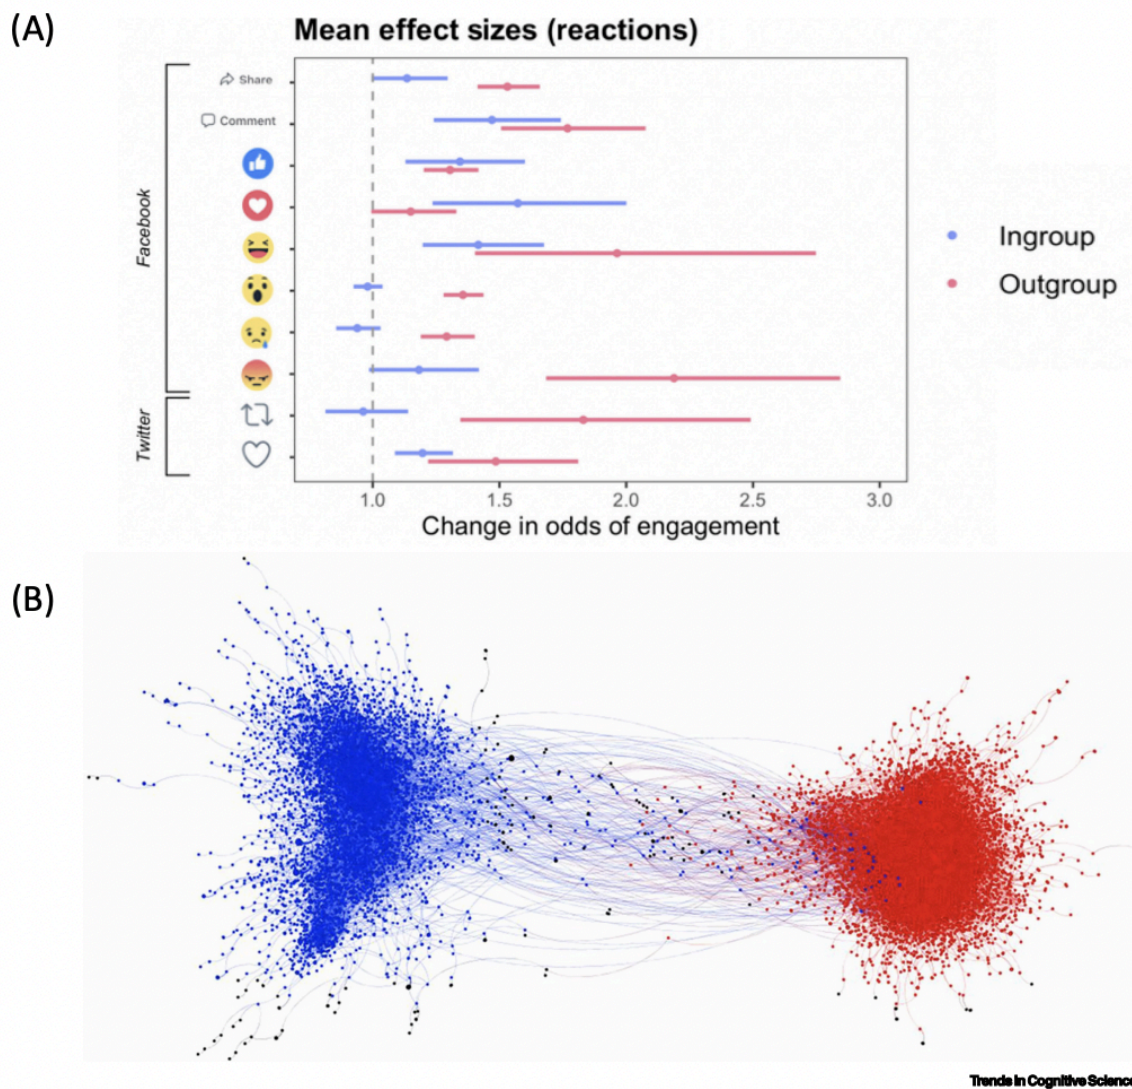 (A)
Mean effect sizes (reactions)
Share
Comment
Facebook
Twitter
Ingroup
Outgroup
1.0 1.5 2.0 2.5 3.0
Change in odds of engagement
(B)
Trends in Cognitive Science